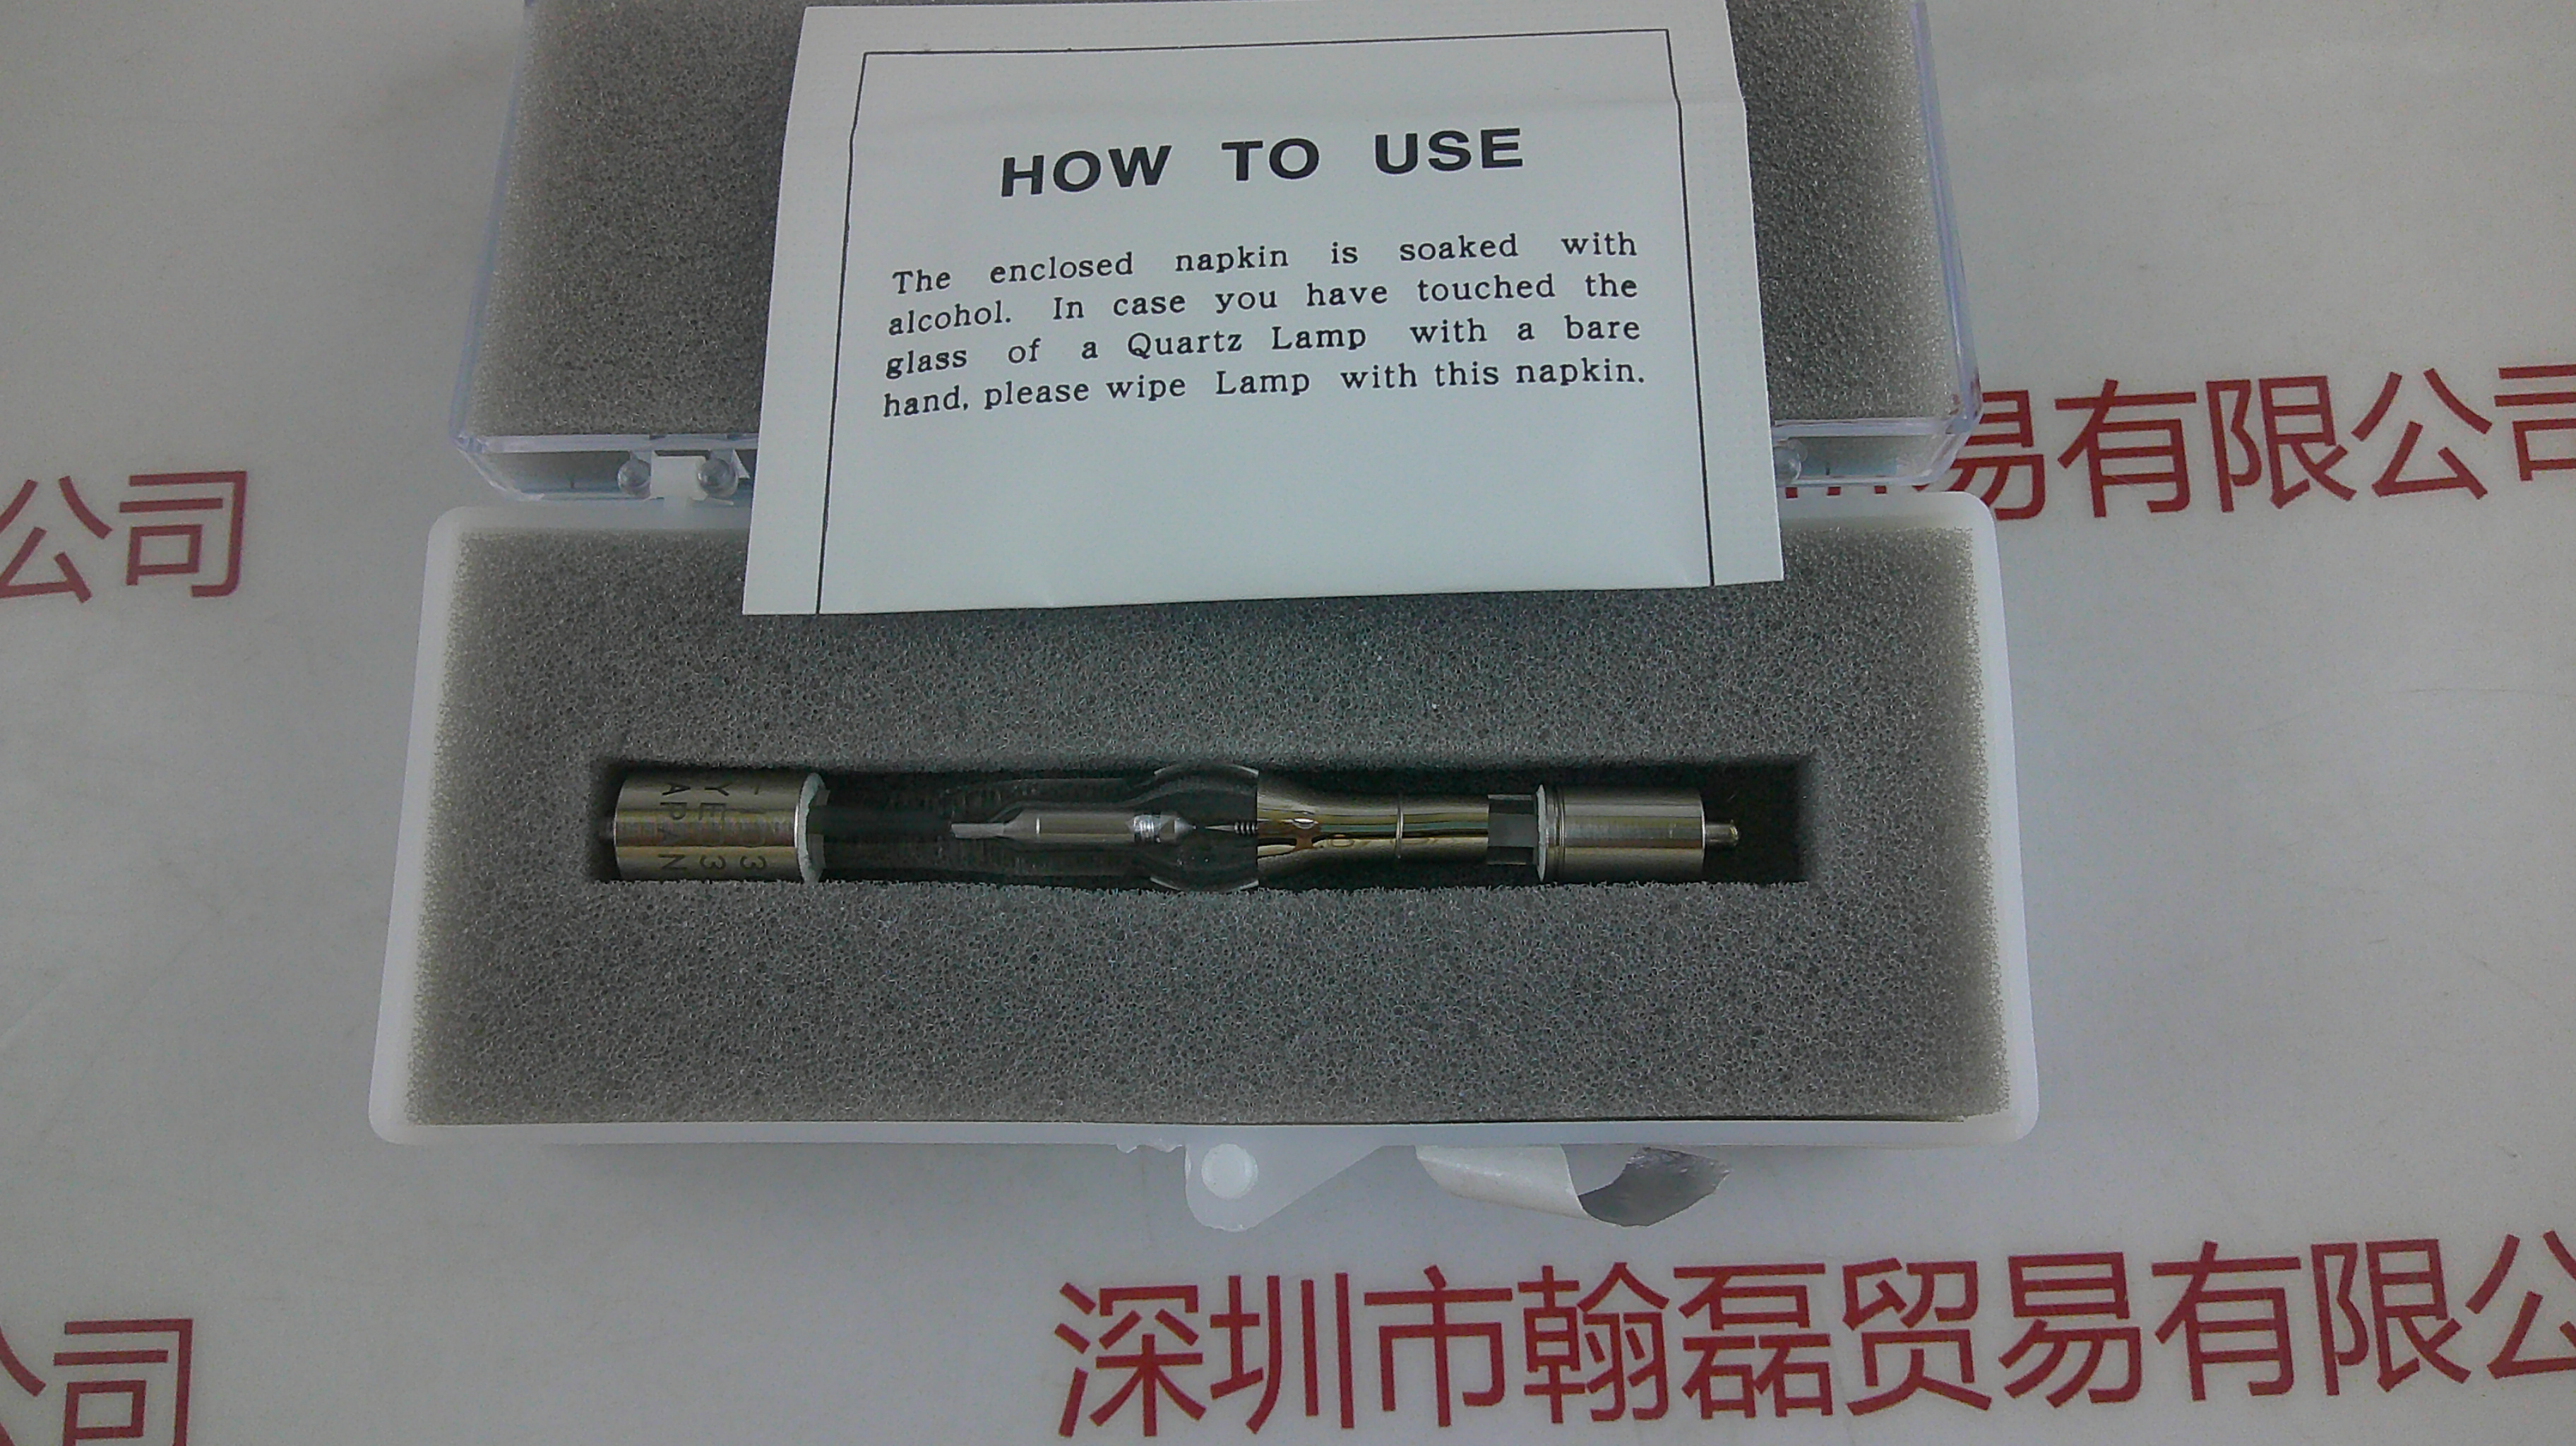 HOW TO USE
The enclosed napkin is soaked with
alcohol. In case you have touched the
glass of a Quartz Lamp with a bare
hand, please wipe Lamp with this napkin.
易有限公司
公司
深圳市翰磊贸易有限公
公司